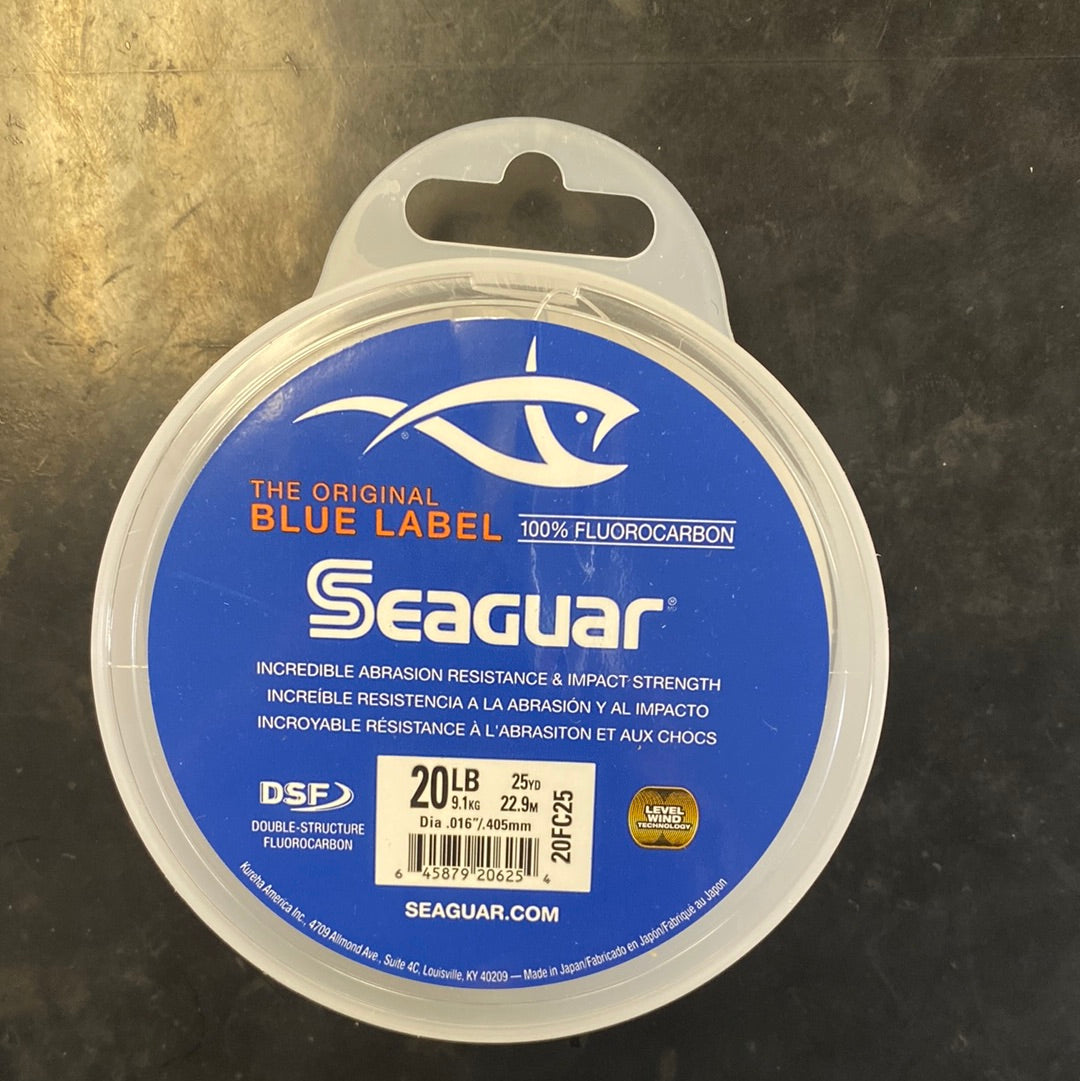 THE ORIGINAL
BLUE LABEL
100% FLUOROCARBON
SEAGUAR®
INCREDIBLE ABRASION RESISTANCE & IMPACT STRENGTH
INCREÍBLE RESISTENCIA A LA ABRASIÓN Y AL IMPACTO
INCROYABLE RÉSISTANCE À L'ABRASITON ET AUX CHOCS
DSF
DOUBLE-STRUCTURE
FLUOROCARBON
20LB 25YD
9.1KG 22.9M
Dia .016"/.405mm
20FC25
6 45879 20625 4
LEVEL
WIND
TECHNOLOGY
SEAGUAR.COM
Kureha America Inc., 4709 Allmond Ave., Suite 4C, Louisville, KY 40209 — Made in Japan/Fabricado en Japón/Fabriqué au Japon